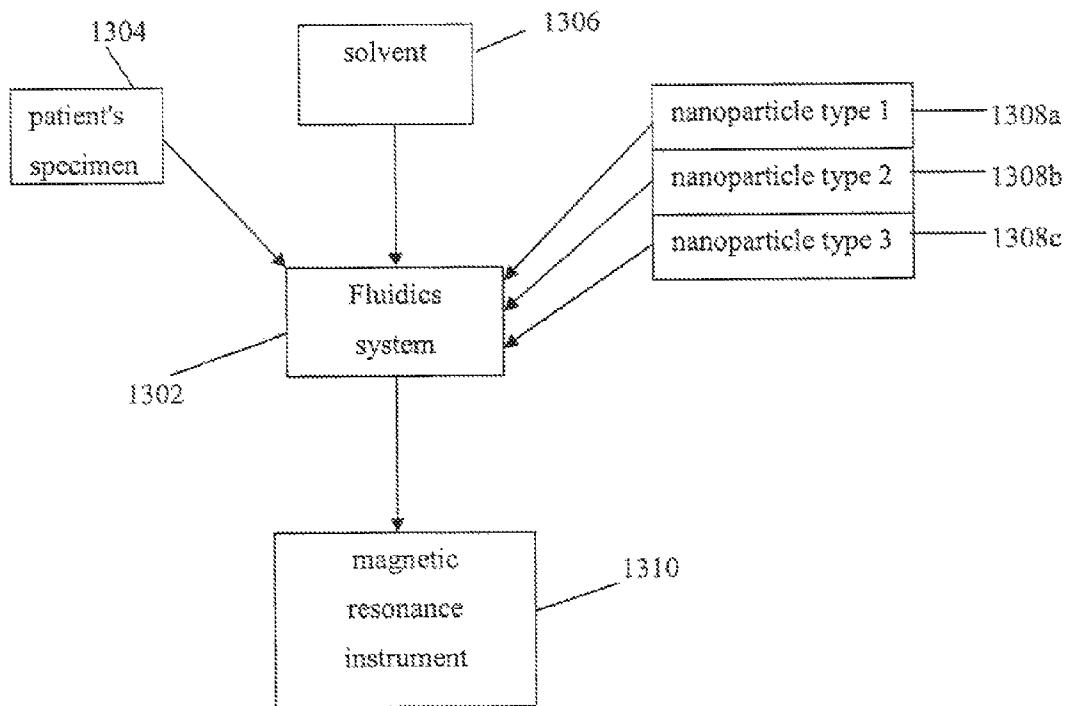 1304
1306
solvent
patient's
specimen
nanoparticle type 1
1308a
nanoparticle type 2
1308b
nanoparticle type 3
1308c
Fluidics
system
1302
magnetic
resonance
instrument
1310